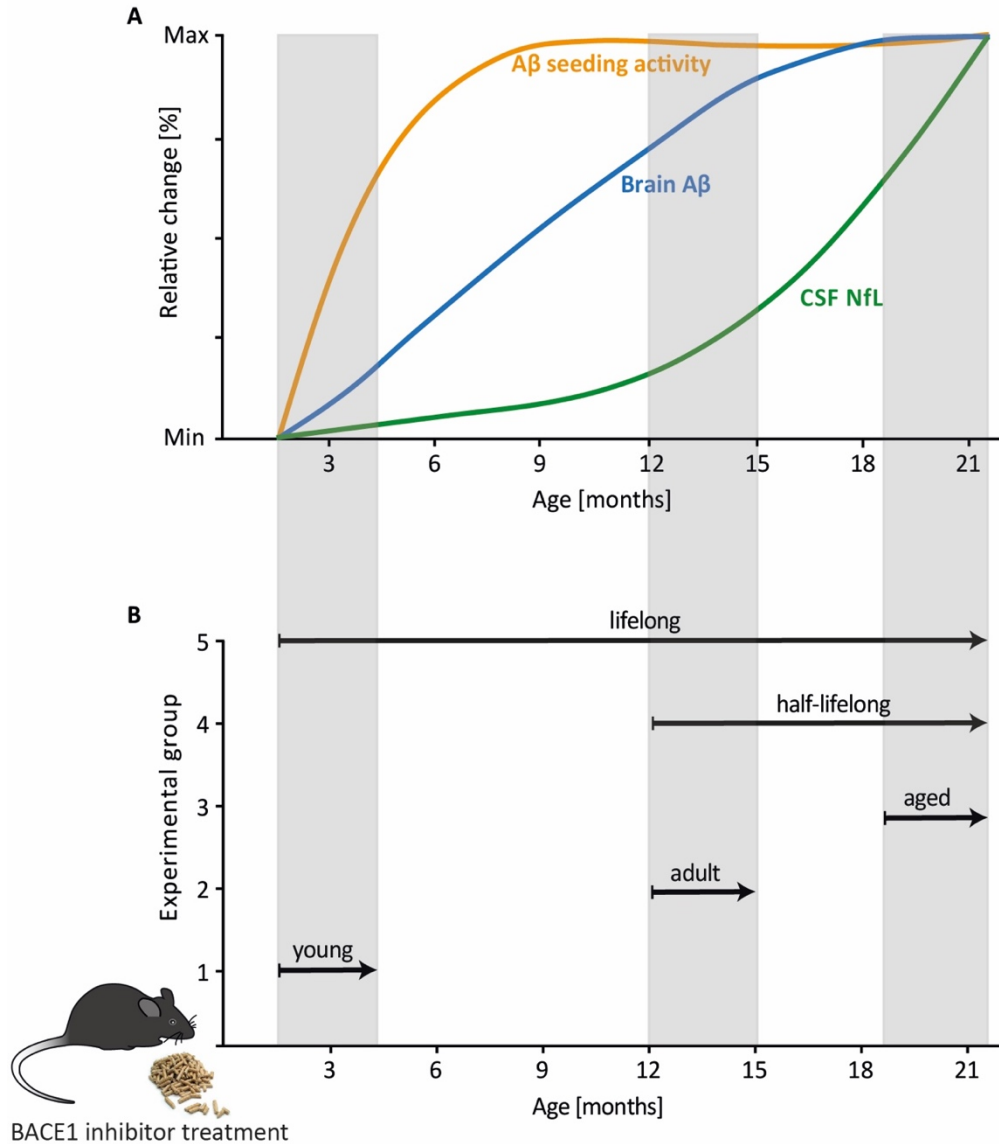 A
Max
Aβ seeding activity
Brain Aβ
CSF NfL
Relative change [%]
Min
3 6 9 12 15 18 21
Age [months]
B
lifelong
5
half-lifelong
4
aged
3
adult
2
young
1
Experimental group
3 6 9 12 15 18 21
Age [months]
BACE1 inhibitor treatment